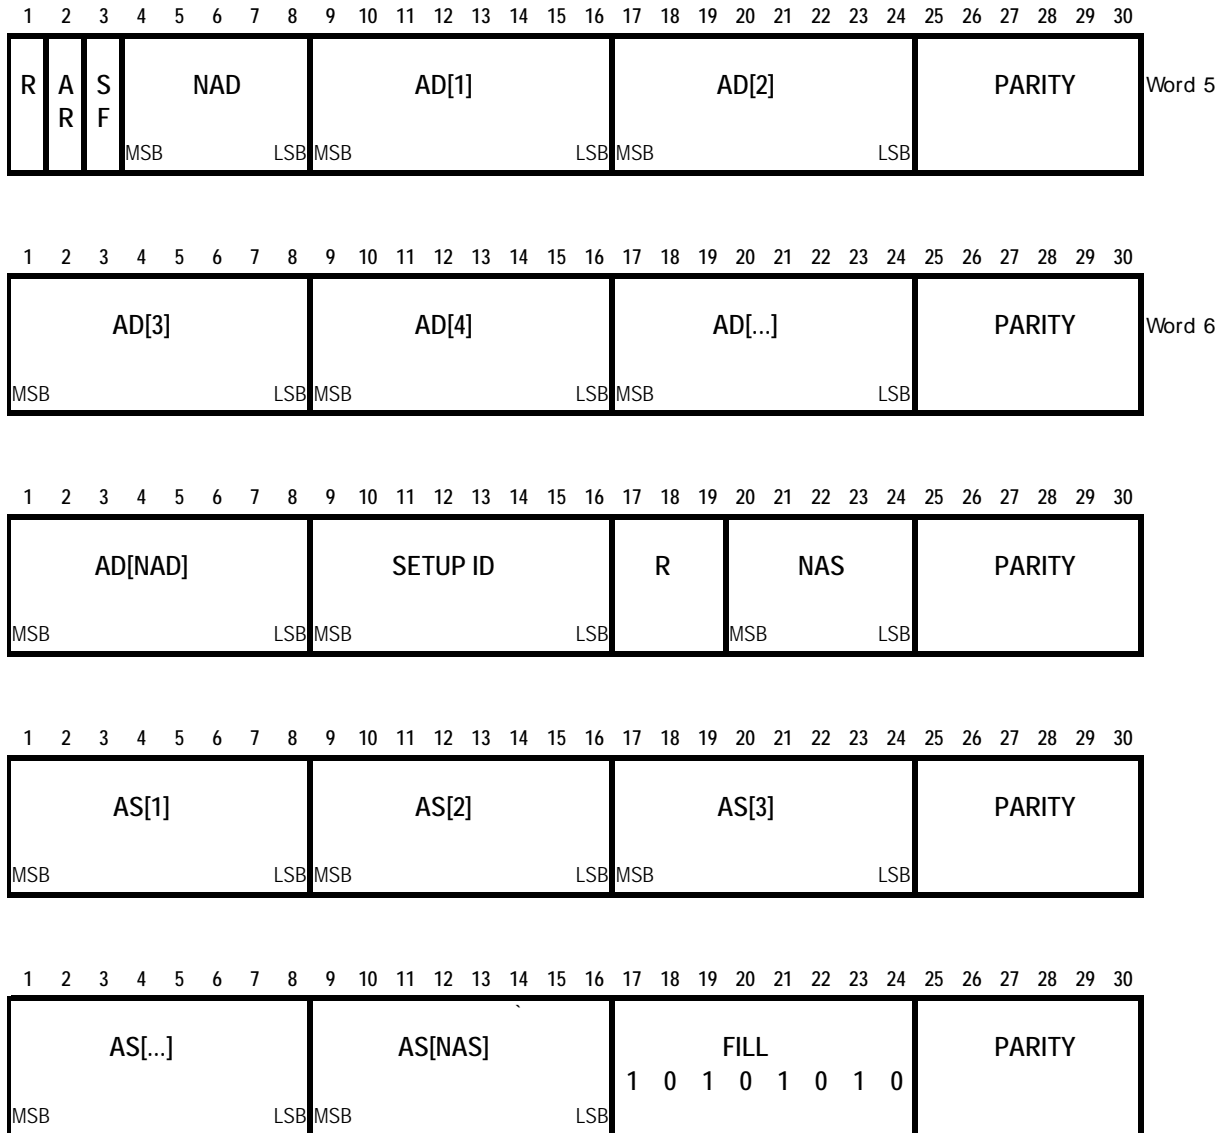 1 2 3 4 5 6 7 8 9 10 11 12 13 14 15 16 17 18 19 20 21 22 23 24 25 26 27 28 29 30
R A S NAD AD[1] AD[2] PARITY Word 5
R F
MSB LSB MSB LSB MSB LSB
1 2 3 4 5 6 7 8 9 10 11 12 13 14 15 16 17 18 19 20 21 22 23 24 25 26 27 28 29 30
AD[3] AD[4] AD[...] PARITY Word 6
MSB LSB MSB LSB MSB LSB
1 2 3 4 5 6 7 8 9 10 11 12 13 14 15 16 17 18 19 20 21 22 23 24 25 26 27 28 29 30
AD[NAD] SETUP ID R NAS PARITY
MSB LSB MSB LSB MSB LSB
1 2 3 4 5 6 7 8 9 10 11 12 13 14 15 16 17 18 19 20 21 22 23 24 25 26 27 28 29 30
AS[1] AS[2] AS[3] PARITY
MSB LSB MSB LSB MSB LSB
1 2 3 4 5 6 7 8 9 10 11 12 13 14 15 16 17 18 19 20 21 22 23 24 25 26 27 28 29 30
`
AS[...] AS[NAS] FILL PARITY
1 0 1 0 1 0 1 0
MSB LSB MSB LSB